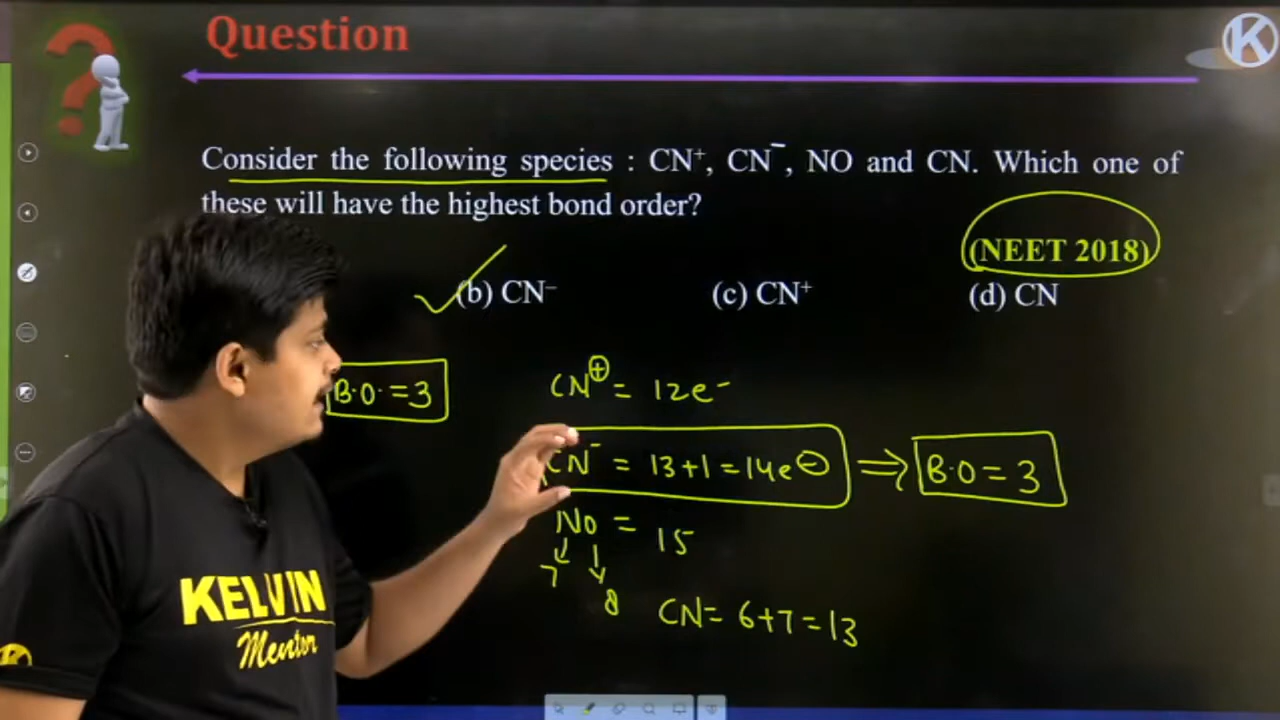 Question
K
Consider the following species : CN⁺, CN⁻, NO and CN. Which one of
these will have the highest bond order?
(NEET 2018)
(b) CN⁻ (c) CN⁺ (d) CN
B.O. = 3
CN⊕ = 12e⁻
CN⁻ = 13+1=14e⊖ ⇒ B.O = 3
NO = 15
7 8
CN= 6+7=13
KELVIN
Mentor